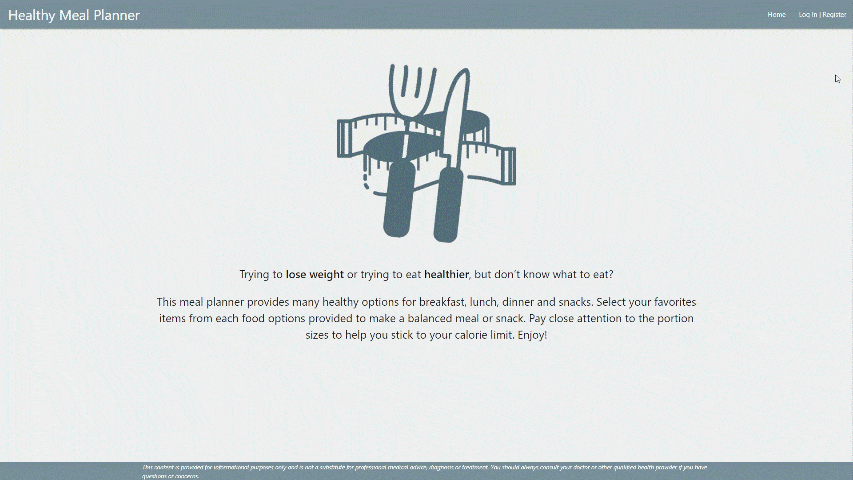 Healthy Meal Planner
Home
Log In | Register
Trying to lose weight or trying to eat healthier, but don't know what to eat?
This meal planner provides many healthy options for breakfast, lunch, dinner and snacks. Select your favorites
items from each food options provided to make a balanced meal or snack. Pay close attention to the portion
sizes to help you stick to your calorie limit. Enjoy!
This content is provided for informational purposes only and is not a substitute for professional medical advice, diagnosis or treatment. You should always consult your doctor or other qualified health provider if you have
questions or concerns.